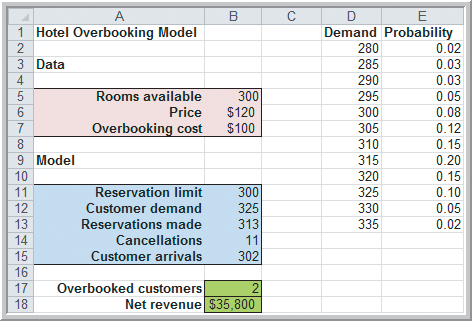 A B C D E
1 Hotel Overbooking Model Demand Probability
2 280 0.02
3 Data 285 0.03
4 290 0.03
5 Rooms available 300 295 0.05
6 Price $120 300 0.08
7 Overbooking cost $100 305 0.12
8 310 0.15
9 Model 315 0.20
10 320 0.15
11 Reservation limit 300 325 0.10
12 Customer demand 325 330 0.05
13 Reservations made 313 335 0.02
14 Cancellations 11
15 Customer arrivals 302
16
17 Overbooked customers 2
18 Net revenue $35,800